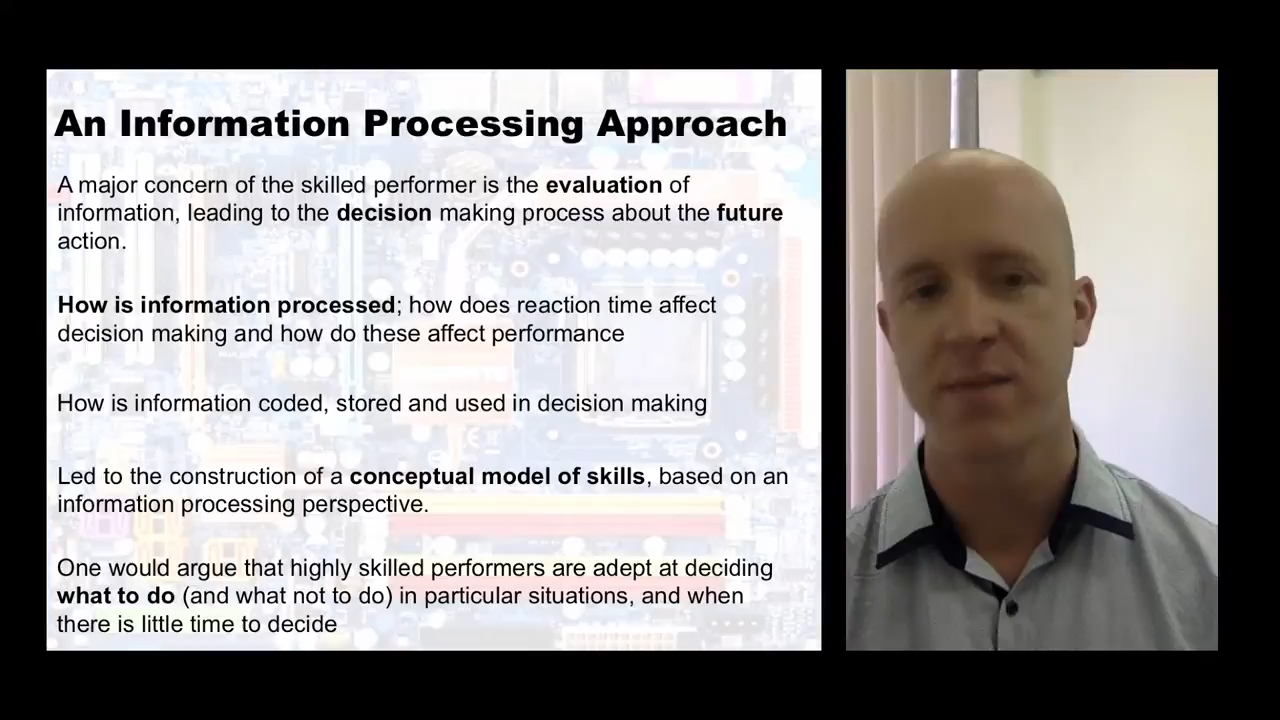 An Information Processing Approach
A major concern of the skilled performer is the evaluation of
information, leading to the decision making process about the future
action.
How is information processed; how does reaction time affect
decision making and how do these affect performance
How is information coded, stored and used in decision making
Led to the construction of a conceptual model of skills, based on an
information processing perspective.
One would argue that highly skilled performers are adept at deciding
what to do (and what not to do) in particular situations, and when
there is little time to decide